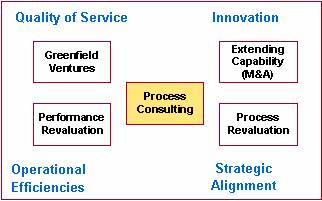 Quality of Service
Innovation
Greenfield
Ventures
Extending
Capability
(M&A)
Process
Consulting
Performance
Revaluation
Process
Revaluation
Operational
Efficiencies
Strategic
Alignment